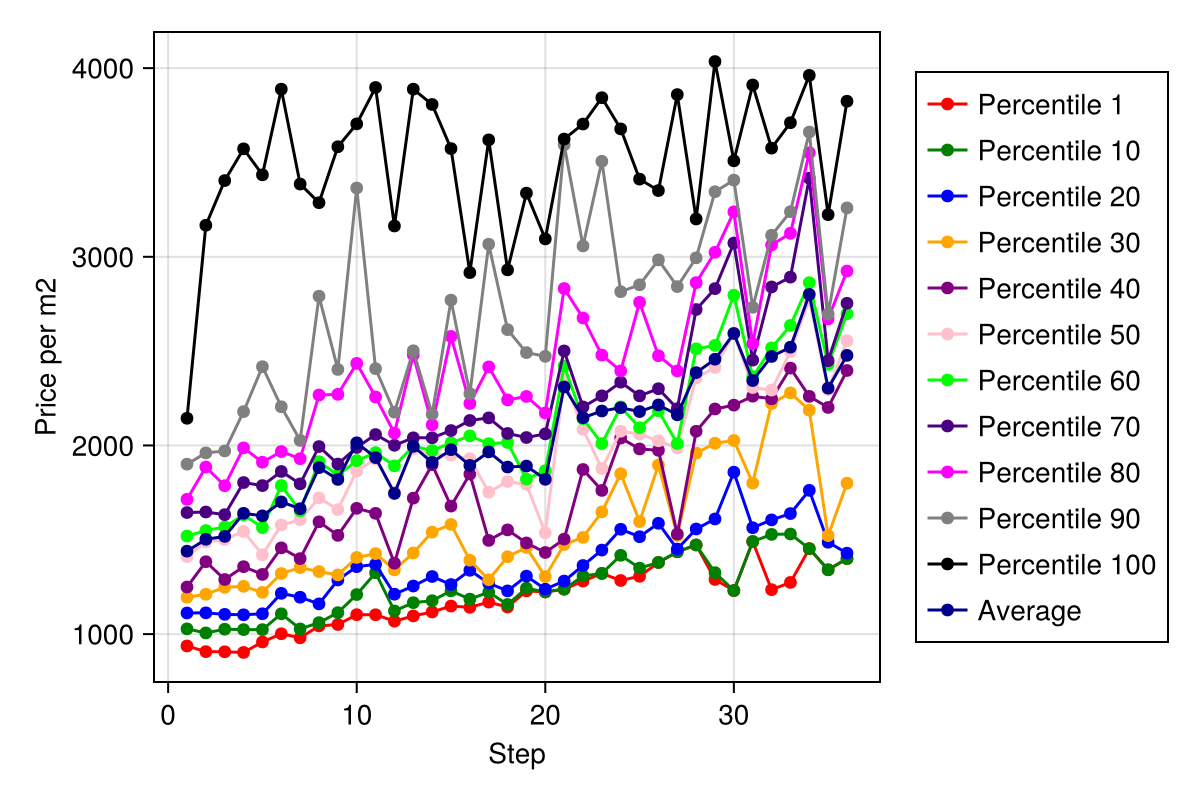 4000
3000
2000
1000
Price per m2
0 10 20 30
Step
Percentile 1
Percentile 10
Percentile 20
Percentile 30
Percentile 40
Percentile 50
Percentile 60
Percentile 70
Percentile 80
Percentile 90
Percentile 100
Average